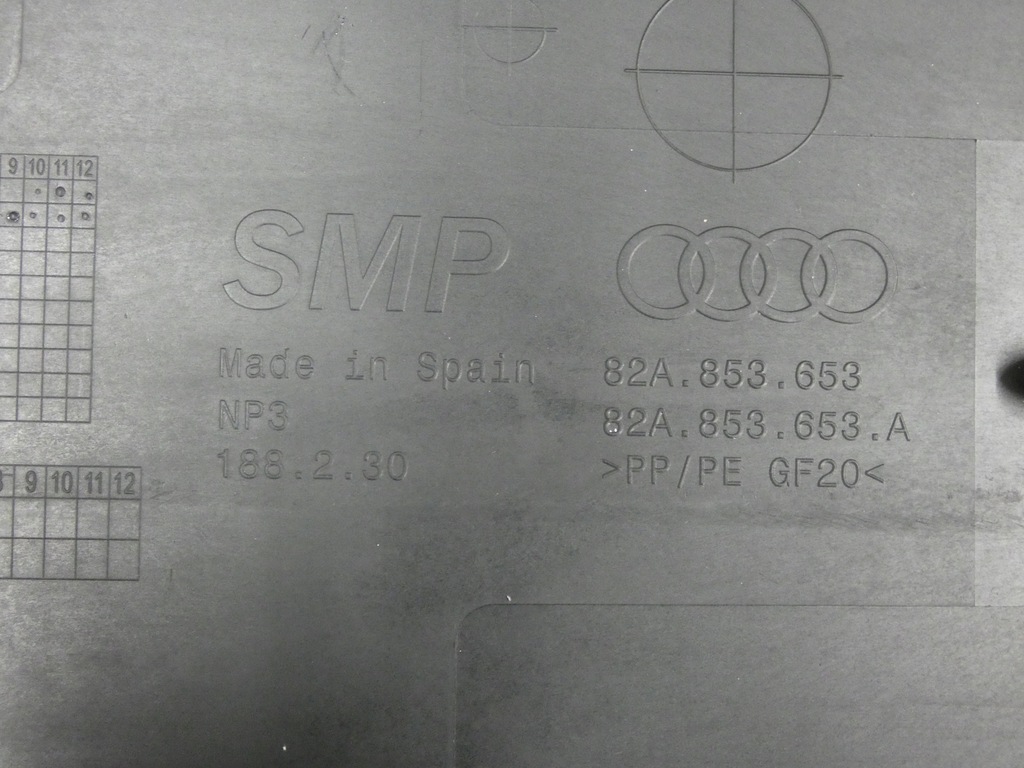 9 10 11 12
SMP
Made in Spain
NP3
188.2.30
82A.853.653
82A.853.653.A
>PP/PE GF20<
9 10 11 12